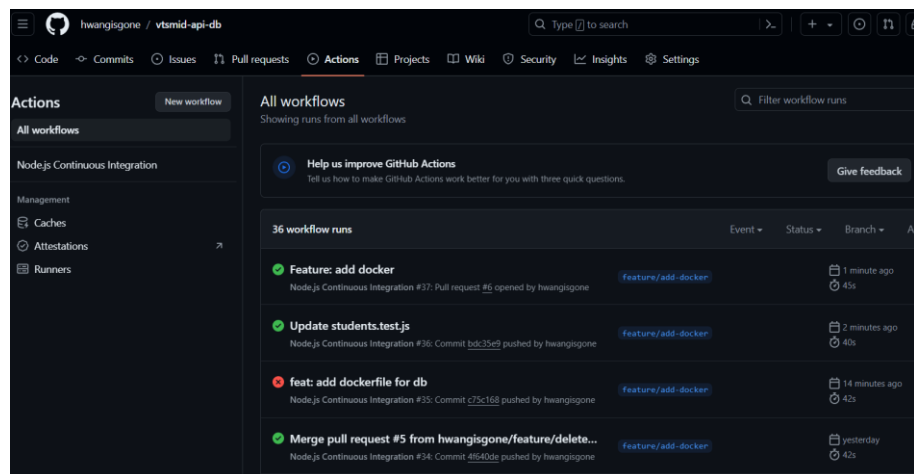 hwangisgone / vtsmid-api-db
Type / to search
Code Commits Issues Pull requests Actions Projects Wiki Security Insights Settings
Actions
New workflow
All workflows
Node.js Continuous Integration
Management
Caches
Attestations
Runners
All workflows
Showing runs from all workflows
Filter workflow runs
Help us improve GitHub Actions
Tell us how to make GitHub Actions work better for you with three quick questions.
Give feedback
36 workflow runs
Event Status Branch A
Feature: add docker
Node.js Continuous Integration #37: Pull request #6 opened by hwangisgone
feature/add-docker
1 minute ago
45s
Update students.test.js
Node.js Continuous Integration #36: Commit bdc35e9 pushed by hwangisgone
feature/add-docker
2 minutes ago
40s
feat: add dockerfile for db
Node.js Continuous Integration #35: Commit c75c168 pushed by hwangisgone
feature/add-docker
14 minutes ago
42s
Merge pull request #5 from hwangisgone/feature/delete...
Node.js Continuous Integration #34: Commit 4f640de pushed by hwangisgone
feature/add-docker
yesterday
42s